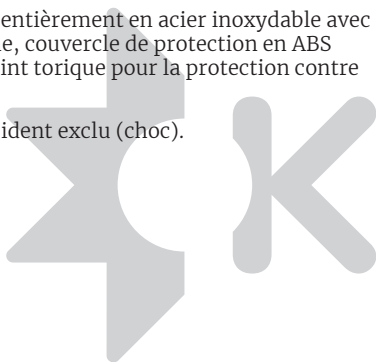 entièrement en acier inoxydable avec
e, couvercle de protection en ABS
int torique pour la protection contre
ident exclu (choc).